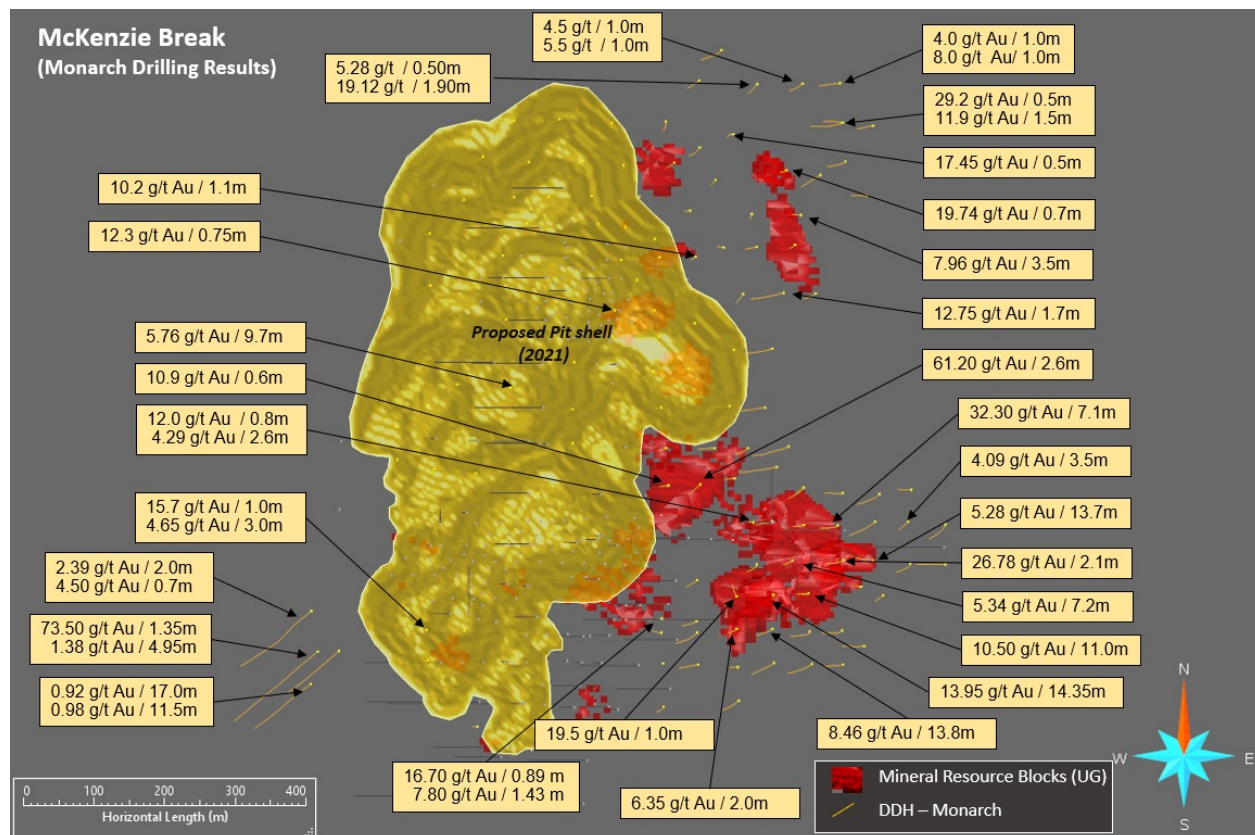 McKenzie Break
(Monarch Drilling Results)
4.5 g/t Au / 1.0m
5.5 g/t / 1.0m
4.0 g/t Au / 1.0m
8.0 g/t Au/ 1.0m
5.28 g/t / 0.50m
19.12 g/t / 1.90m
29.2 g/t Au / 0.5m
11.9 g/t Au / 1.5m
17.45 g/t Au / 0.5m
10.2 g/t Au / 1.1m
19.74 g/t Au / 0.7m
12.3 g/t Au / 0.75m
7.96 g/t Au / 3.5m
12.75 g/t Au / 1.7m
Proposed Pit shell
(2021)
5.76 g/t Au / 9.7m
61.20 g/t Au / 2.6m
10.9 g/t Au / 0.6m
12.0 g/t Au / 0.8m
4.29 g/t Au / 2.6m
32.30 g/t Au / 7.1m
4.09 g/t Au / 3.5m
15.7 g/t Au / 1.0m
4.65 g/t Au / 3.0m
5.28 g/t Au / 13.7m
26.78 g/t Au / 2.1m
2.39 g/t Au / 2.0m
4.50 g/t Au / 0.7m
5.34 g/t Au / 7.2m
73.50 g/t Au / 1.35m
1.38 g/t Au / 4.95m
10.50 g/t Au / 11.0m
0.92 g/t Au / 17.0m
0.98 g/t Au / 11.5m
13.95 g/t Au / 14.35m
19.5 g/t Au / 1.0m
8.46 g/t Au / 13.8m
16.70 g/t Au / 0.89 m
7.80 g/t Au / 1.43 m
6.35 g/t Au / 2.0m
N
W
E
S
Mineral Resource Blocks (UG)
DDH – Monarch
0 100 200 300 400
Horizontal Length (m)